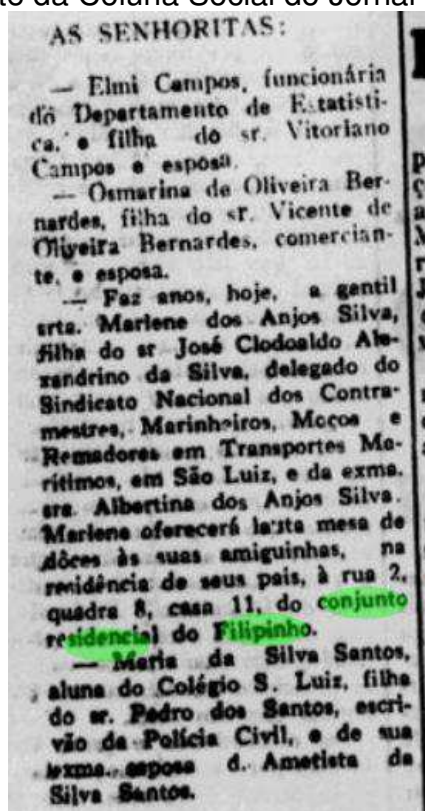 to da Coluna Social do Jornal
AS SENHORITAS:
— Elmi Campos, funcionária
do Departamento de Estatisti-
ca, e filha do sr. Vitoriano
Campos e esposa.
— Osmarina de Oliveira Ber-
nardes, filha do sr. Vicente de
Oliveira Bernardes, comercian-
te, e esposa.
— Faz anos, hoje, a gentil
srta. Marlene dos Anjos Silva,
filha do sr José Clodoaldo Ale-
xandrino da Silva, delegado do
Sindicato Nacional dos Contra-
mestres, Marinheiros, Moços e
Remadores em Transportes Ma-
rítimos, em São Luiz, e da exma.
sra. Albertina dos Anjos Silva.
Marlene oferecerá lauta mesa de
dôces às suas amiguinhas, na
residência de seus pais, à rua 2,
quadra 8, casa 11, do conjunto
residencial do Filipinho.
— Maria da Silva Santos,
aluna do Colégio S. Luiz, filha
do sr. Pedro dos Santos, escri-
vão da Polícia Civil, e de sua
exma. esposa d. Ametista da
Silva Santos.